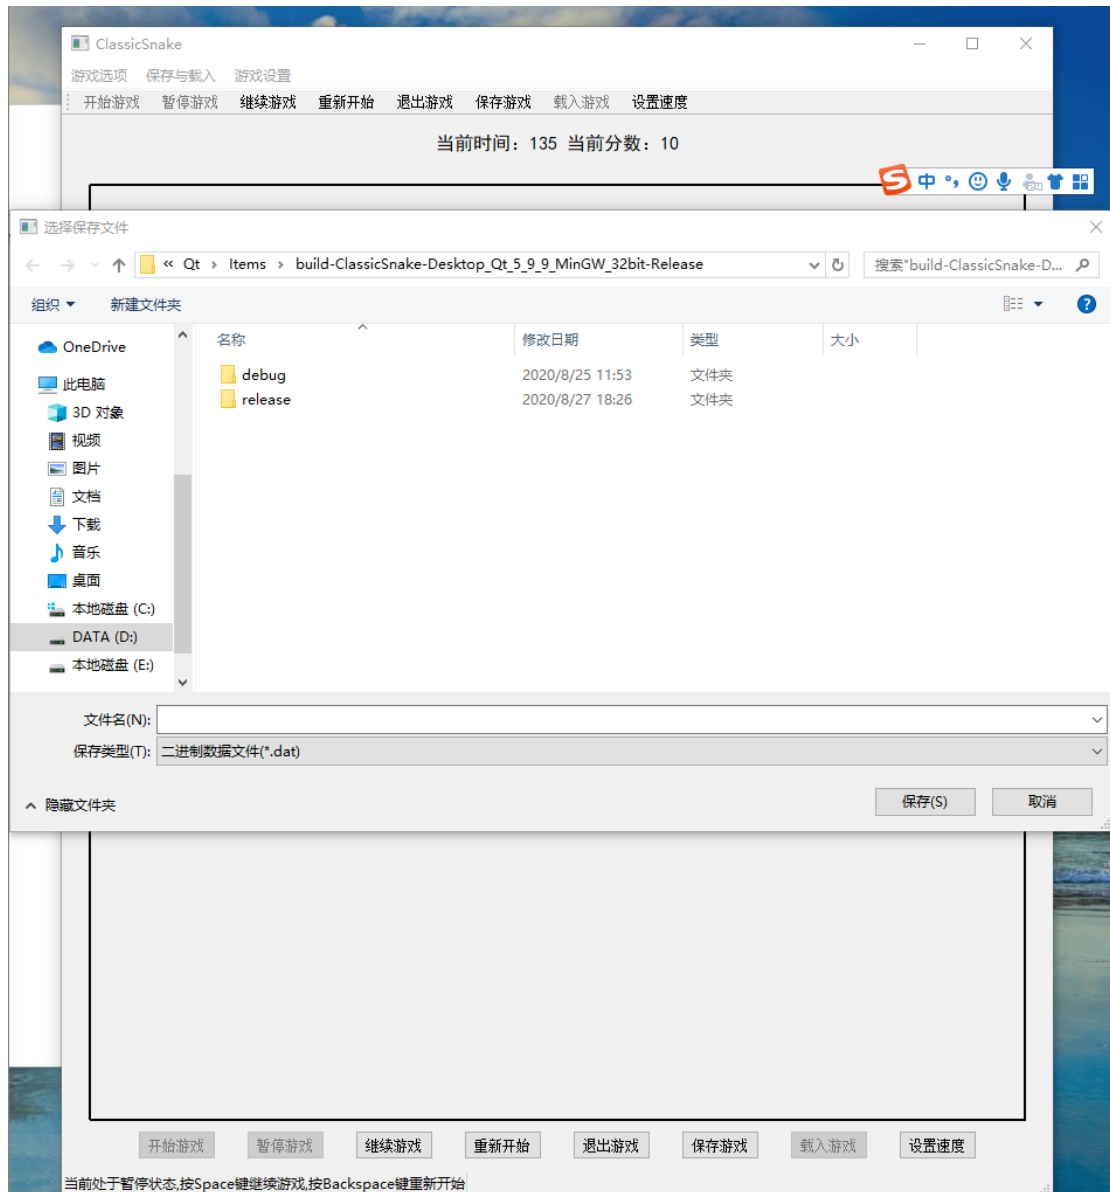 ClassicSnake
游戏选项 保存与载入 游戏设置
开始游戏 暂停游戏 继续游戏 重新开始 退出游戏 保存游戏 载入游戏 设置速度
当前时间：135 当前分数：10
中
选择保存文件
« Qt › Items › build-ClassicSnake-Desktop_Qt_5_9_9_MinGW_32bit-Release
搜索"build-ClassicSnake-D...
组织 新建文件夹
名称 修改日期 类型 大小
OneDrive
此电脑
3D 对象
视频
图片
文档
下载
音乐
桌面
本地磁盘 (C:)
DATA (D:)
本地磁盘 (E:)
debug 2020/8/25 11:53 文件夹
release 2020/8/27 18:26 文件夹
文件名(N):
保存类型(T): 二进制数据文件(*.dat)
隐藏文件夹 保存(S) 取消
开始游戏 暂停游戏 继续游戏 重新开始 退出游戏 保存游戏 载入游戏 设置速度
当前处于暂停状态,按Space键继续游戏,按Backspace键重新开始